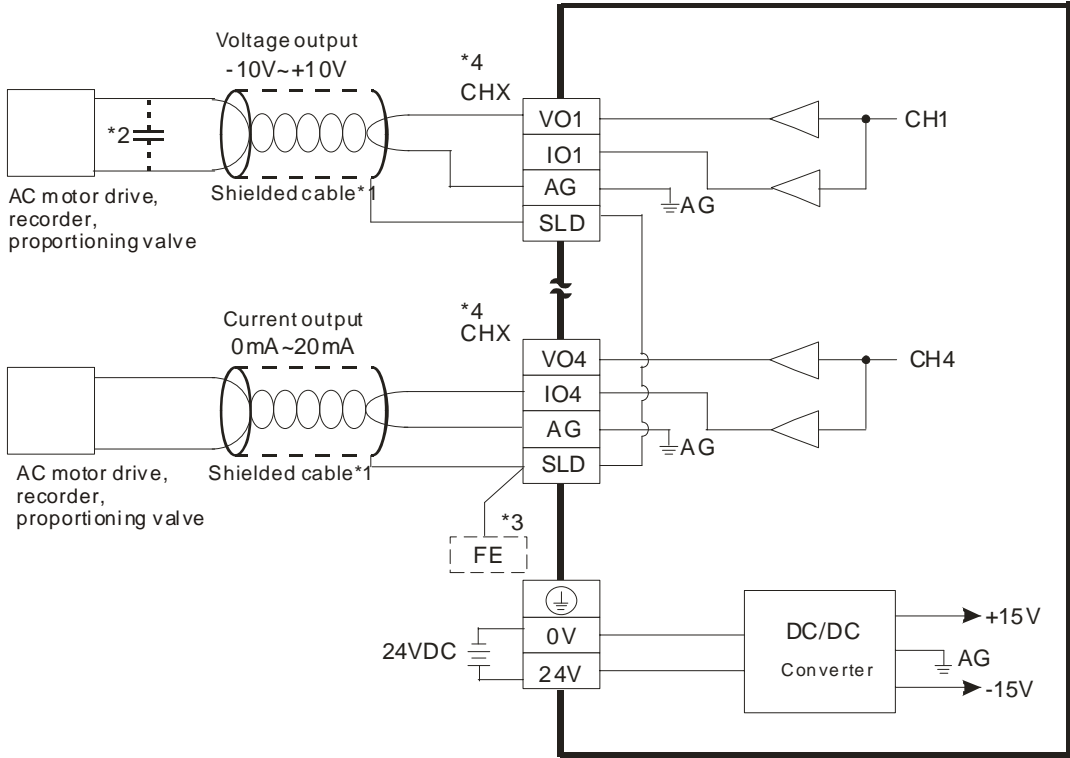 Voltage output
-10V~+10V
*4
CHX
*2
VO1
IO1
AG
SLD
CH1
AG
AC motor drive,
recorder,
proportioning valve
Shielded cable*1
Current output
0mA~20mA
*4
CHX
VO4
IO4
AG
SLD
CH4
AG
AC motor drive,
recorder,
proportioning valve
Shielded cable*1
*3
FE
24VDC
0V
24V
DC/DC
Converter
+15V
AG
-15V